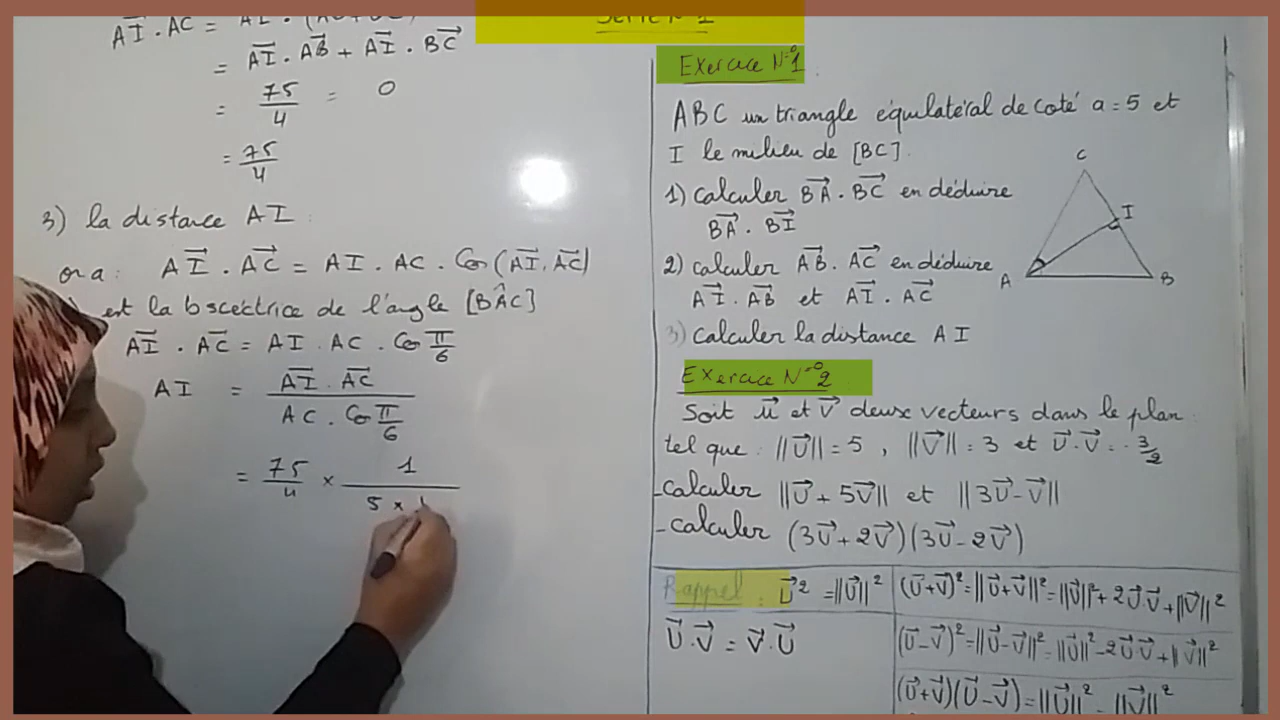 = AI⃗ . AB⃗ + AI⃗ . BC⃗
= 75/4 = 0
= 75/4
3) la distance AI :
on a : AI⃗ . AC⃗ = AI . AC . Cos(AI⃗, AC⃗)
est la bscectrice de l'angle [BÂC]
AI⃗ . AC⃗ = AI . AC . Cos π/6
AI = AI⃗ . AC⃗ / AC . Cos π/6
= 75/4 × 1 / 5 ×
Exercice N°1
ABC un triangle équilatéral de coté a = 5 et
I le milieu de [BC].
1) calculer BA⃗ . BC⃗ en déduire
BA⃗ . BI⃗
2) calculer AB⃗ . AC⃗ en déduire
AI⃗ . AB⃗ et AI⃗ . AC⃗
3) calculer la distance AI
C
I
A
B
Exercice N°2
Soit u⃗ et V⃗ deux vecteurs dans le plan
tel que : ||U⃗|| = 5 , ||V⃗|| = 3 et U⃗ . V⃗ = -3/2
- calculer ||U⃗ + 5V⃗|| et ||3U⃗ - V⃗||
- calculer (3U⃗ + 2V⃗)(3U⃗ - 2V⃗)
Rappel : U⃗² = ||U⃗||²
U⃗ . V⃗ = V⃗ . U⃗
(U⃗+V⃗)² = ||U⃗+V⃗||² = ||U⃗||² + 2U⃗.V⃗ + ||V⃗||²
(U⃗-V⃗)² = ||U⃗-V⃗||² = ||U⃗||² - 2U⃗V⃗ + ||V⃗||²
(U⃗+V⃗)(U⃗-V⃗) = ||U⃗||² - ||V⃗||²